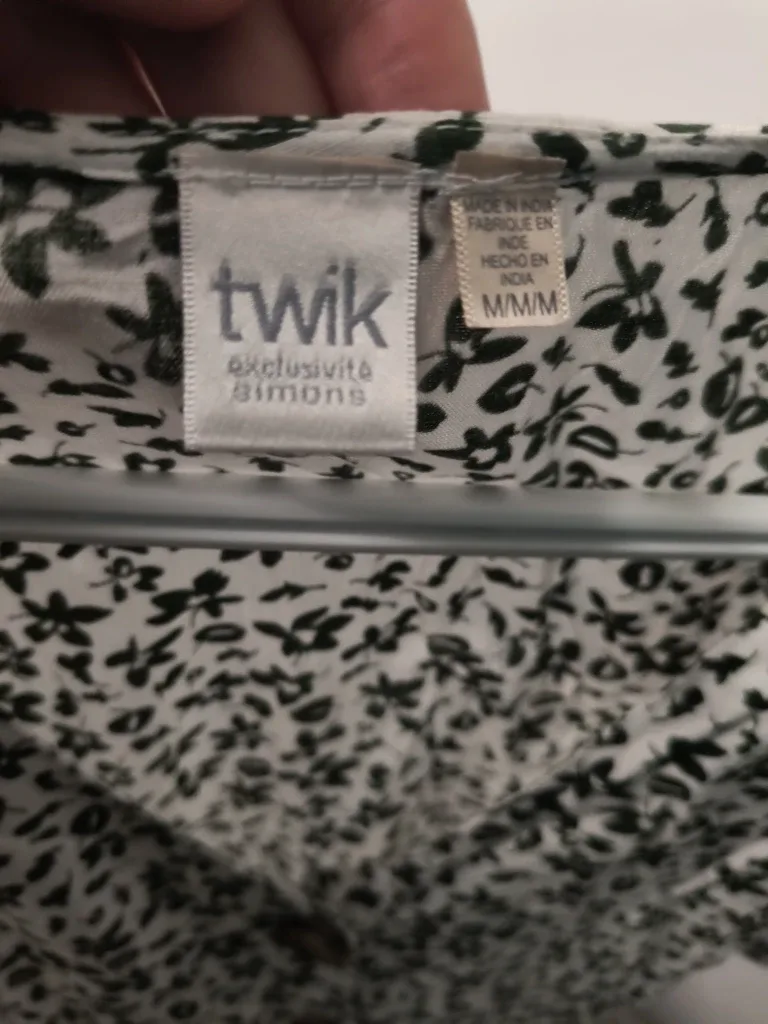 twik
exclusivité
simons
MADE IN INDIA
FABRIQUE EN
INDE
HECHO EN
INDIA
M/M/M